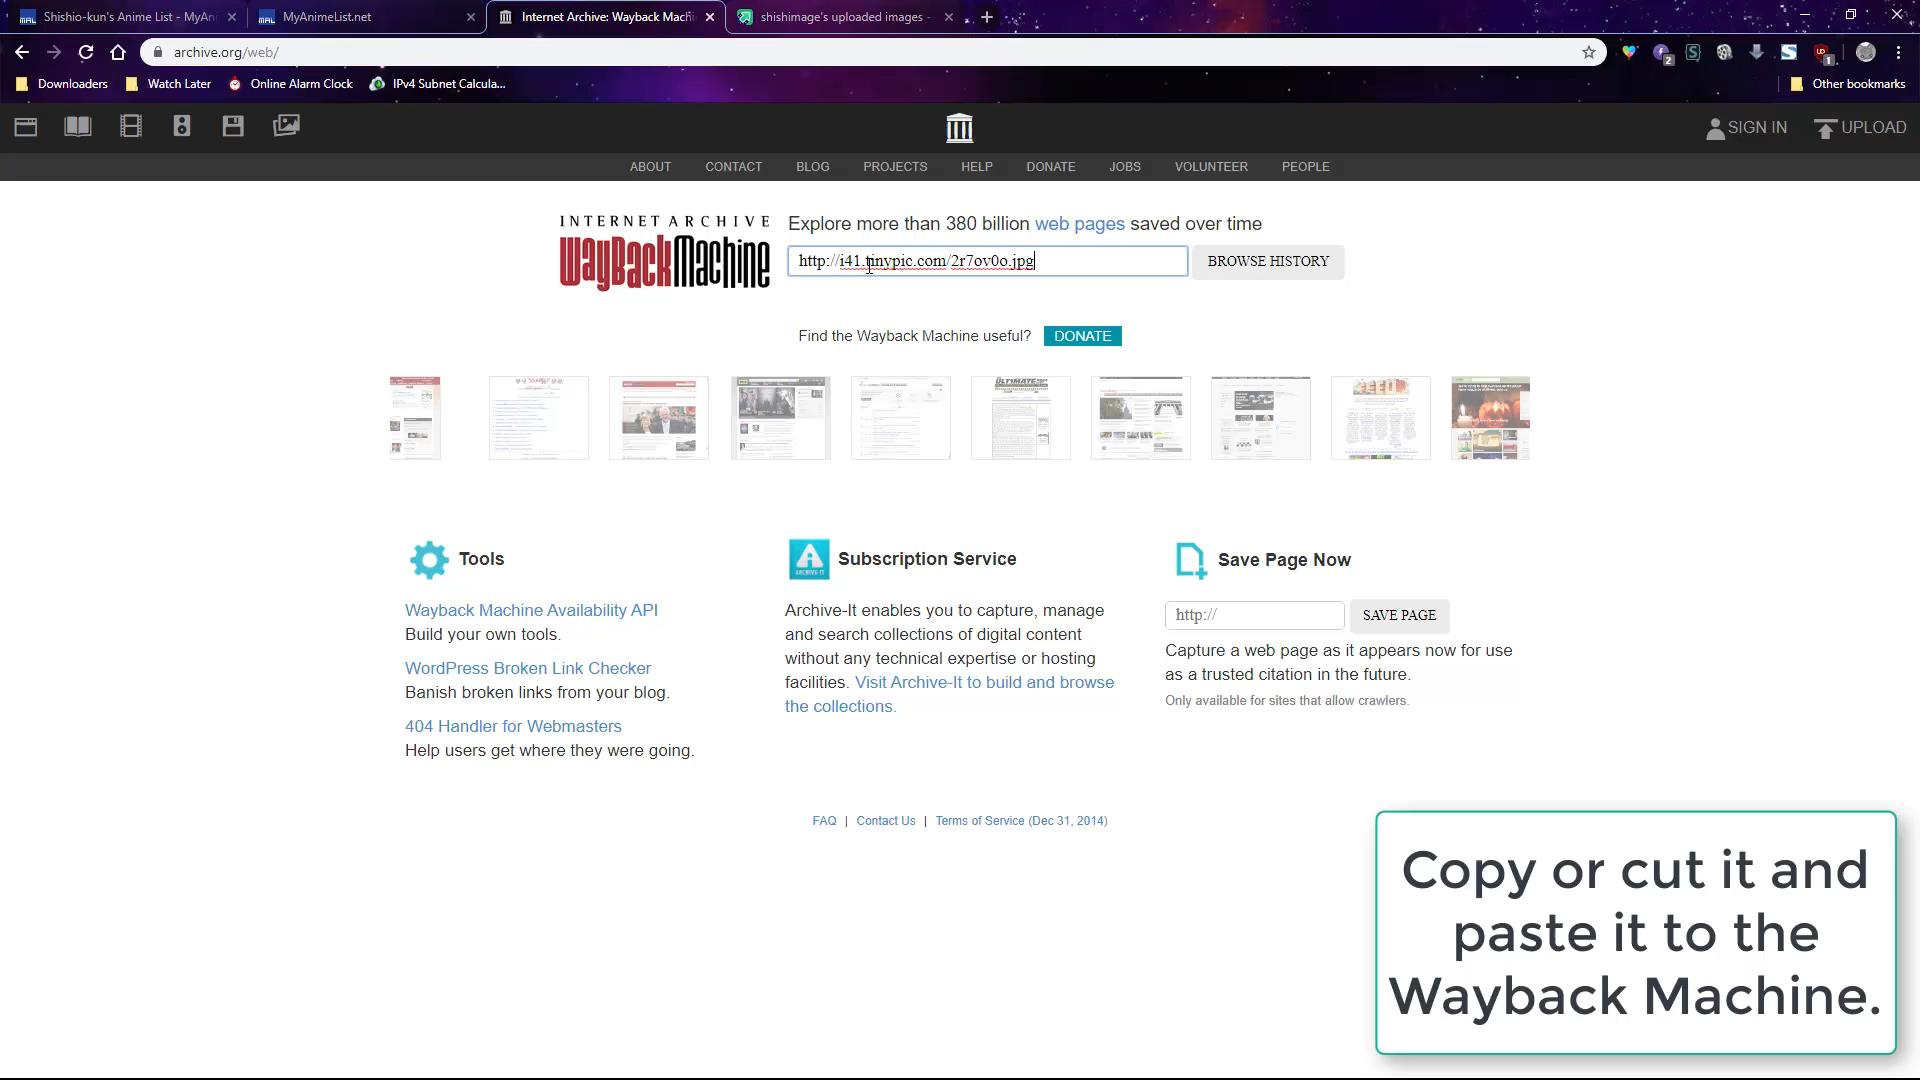 Shishio-kun's Anime List - MyAni
MyAnimeList.net
Internet Archive: Wayback Machi
shishimage's uploaded images -
archive.org/web/
2
1
Downloaders
Watch Later
Online Alarm Clock
IPv4 Subnet Calcula...
Other bookmarks
SIGN IN
UPLOAD
ABOUT
CONTACT
BLOG
PROJECTS
HELP
DONATE
JOBS
VOLUNTEER
PEOPLE
INTERNET ARCHIVE
WayBackMachine
Explore more than 380 billion web pages saved over time
http://i41.tinypic.com/2r7ov0o.jpg
BROWSE HISTORY
Find the Wayback Machine useful?
DONATE
Tools
Wayback Machine Availability API
Build your own tools.
WordPress Broken Link Checker
Banish broken links from your blog.
404 Handler for Webmasters
Help users get where they were going.
Subscription Service
Archive-It enables you to capture, manage
and search collections of digital content
without any technical expertise or hosting
facilities. Visit Archive-It to build and browse
the collections.
Save Page Now
http://
SAVE PAGE
Capture a web page as it appears now for use
as a trusted citation in the future.
Only available for sites that allow crawlers.
FAQ | Contact Us | Terms of Service (Dec 31, 2014)
Copy or cut it and
paste it to the
Wayback Machine.